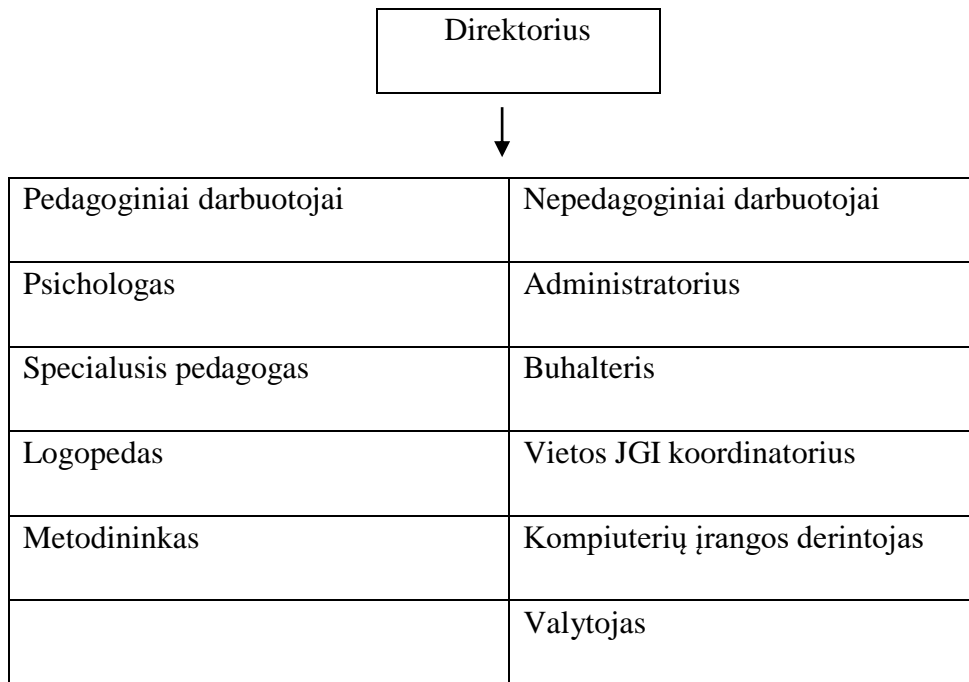 Direktorius
Pedagoginiai darbuotojai
Nepedagoginiai darbuotojai
Psichologas
Administratorius
Specialusis pedagogas
Buhalteris
Logopedas
Vietos JGI koordinatorius
Metodininkas
Kompiuterių įrangos derintojas
Valytojas